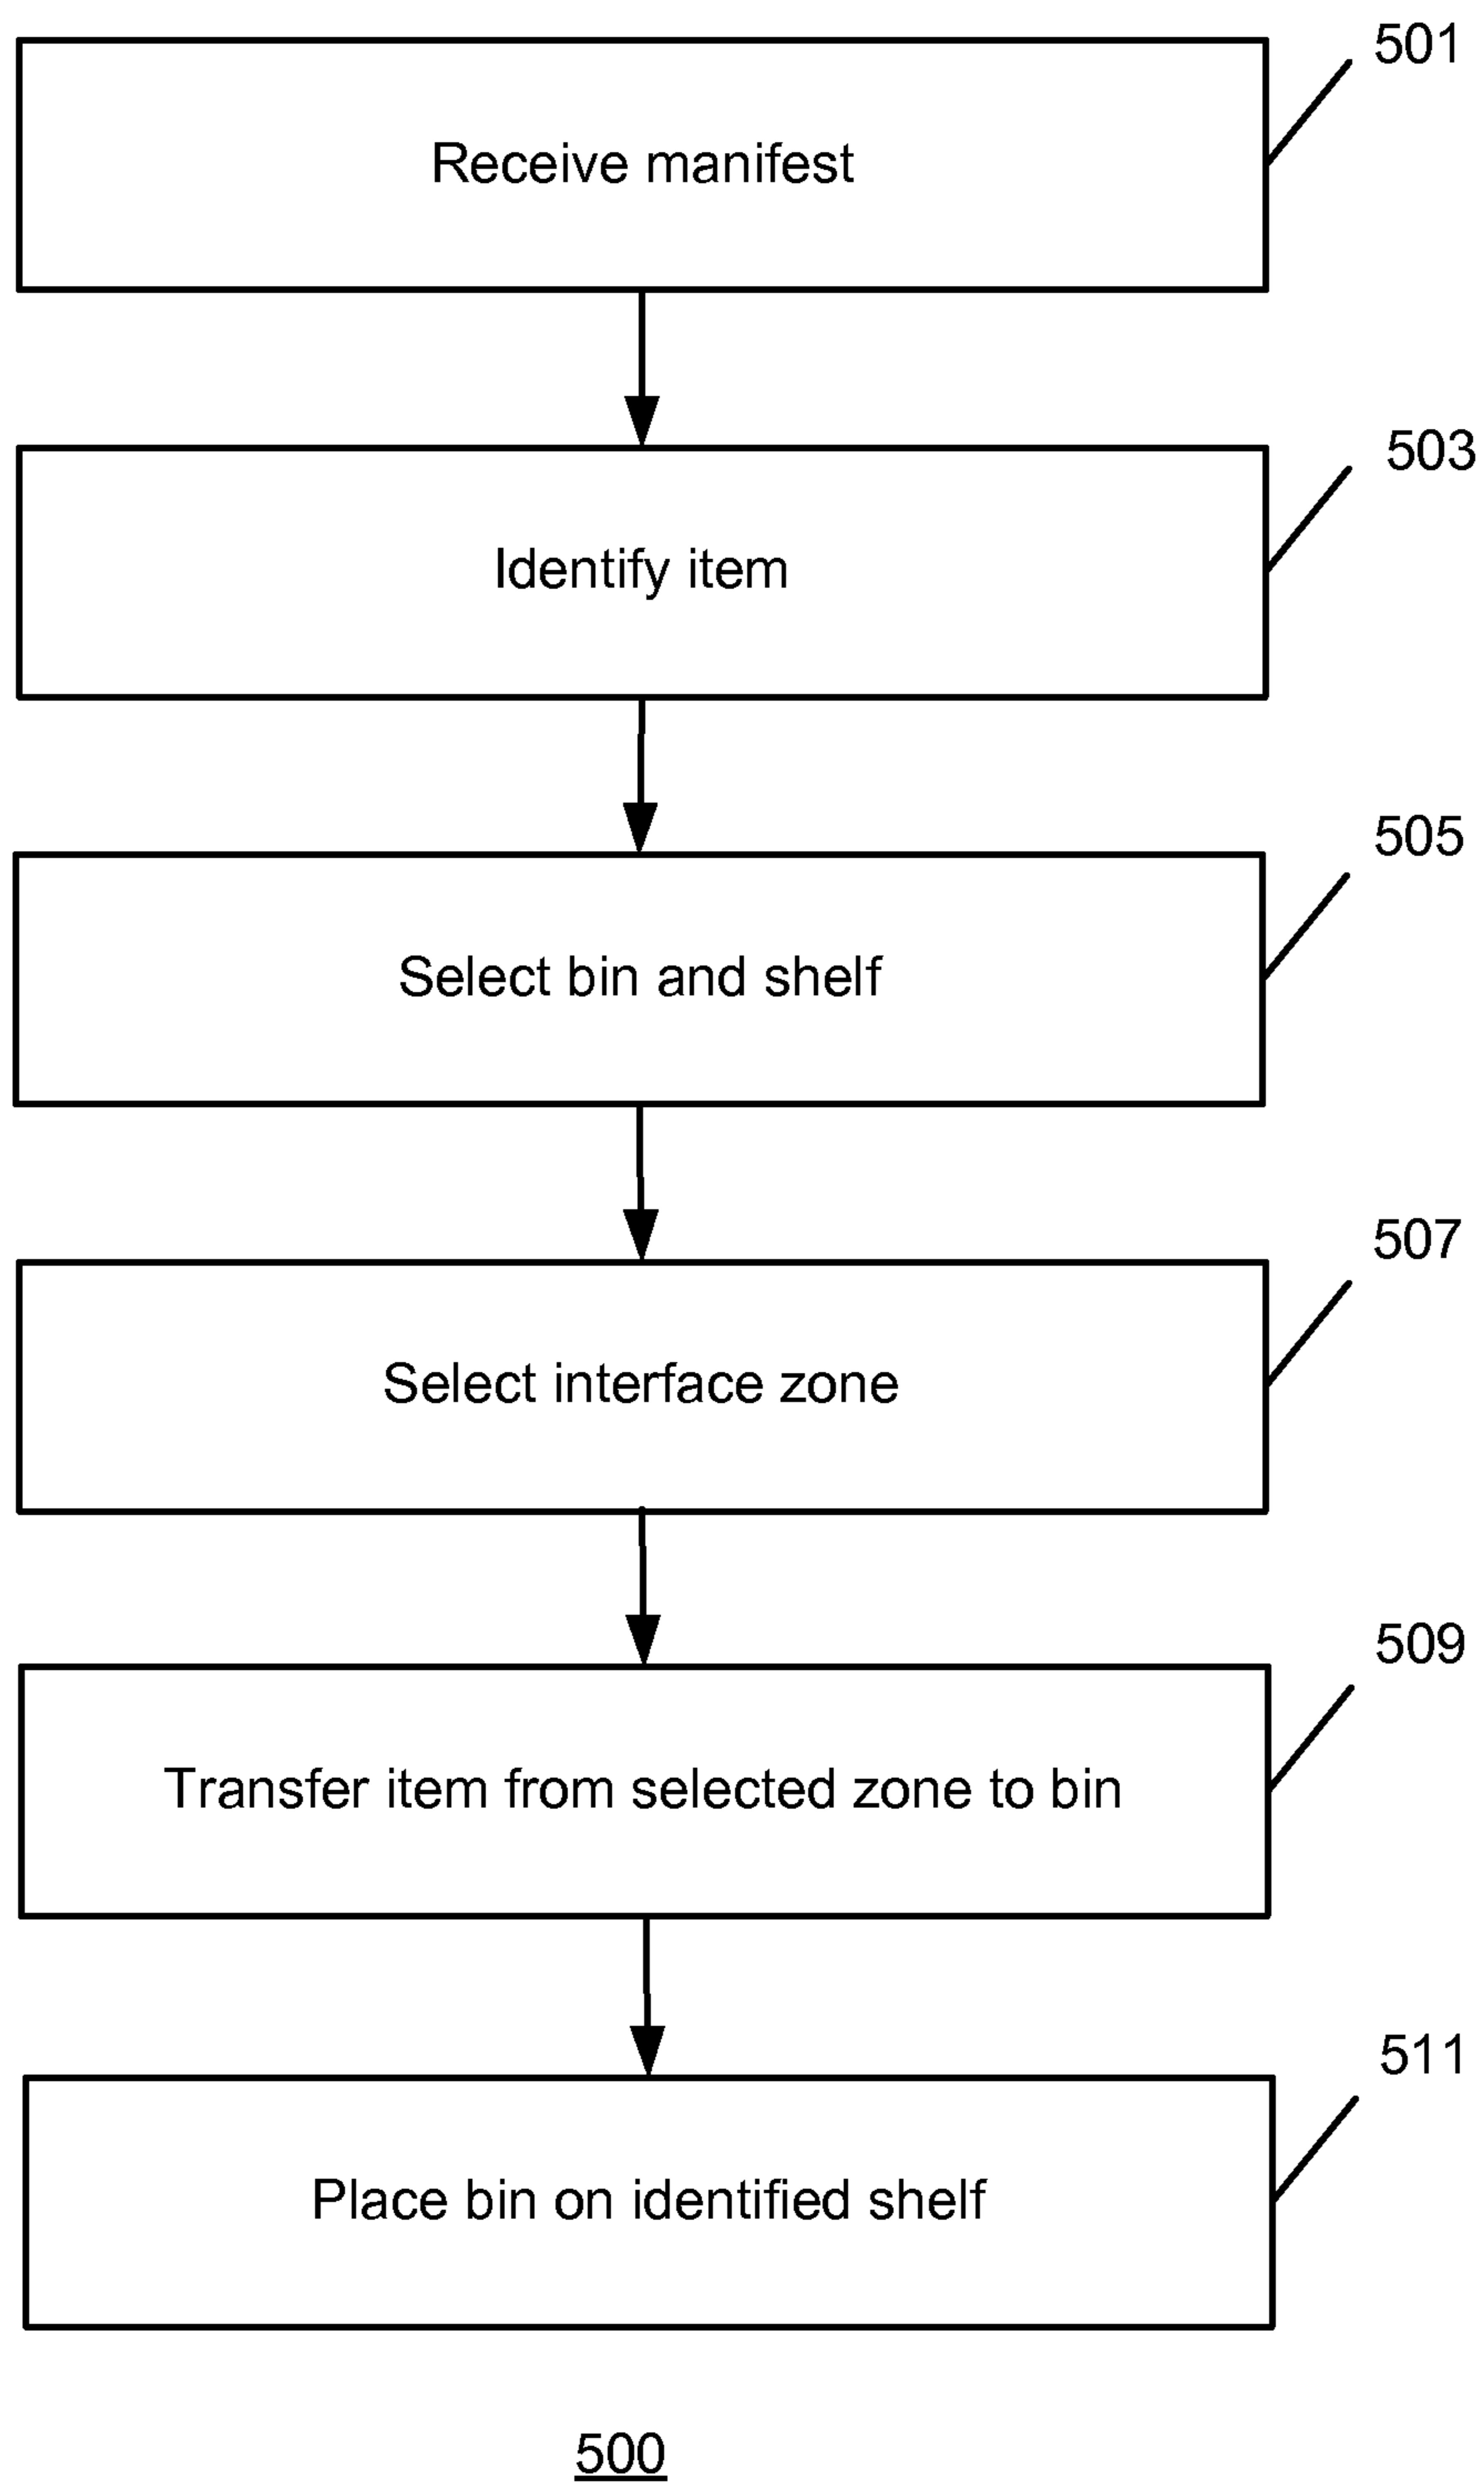 501
Receive manifest
503
Identify item
505
Select bin and shelf
507
Select interface zone
509
Transfer item from selected zone to bin
511
Place bin on identified shelf
500